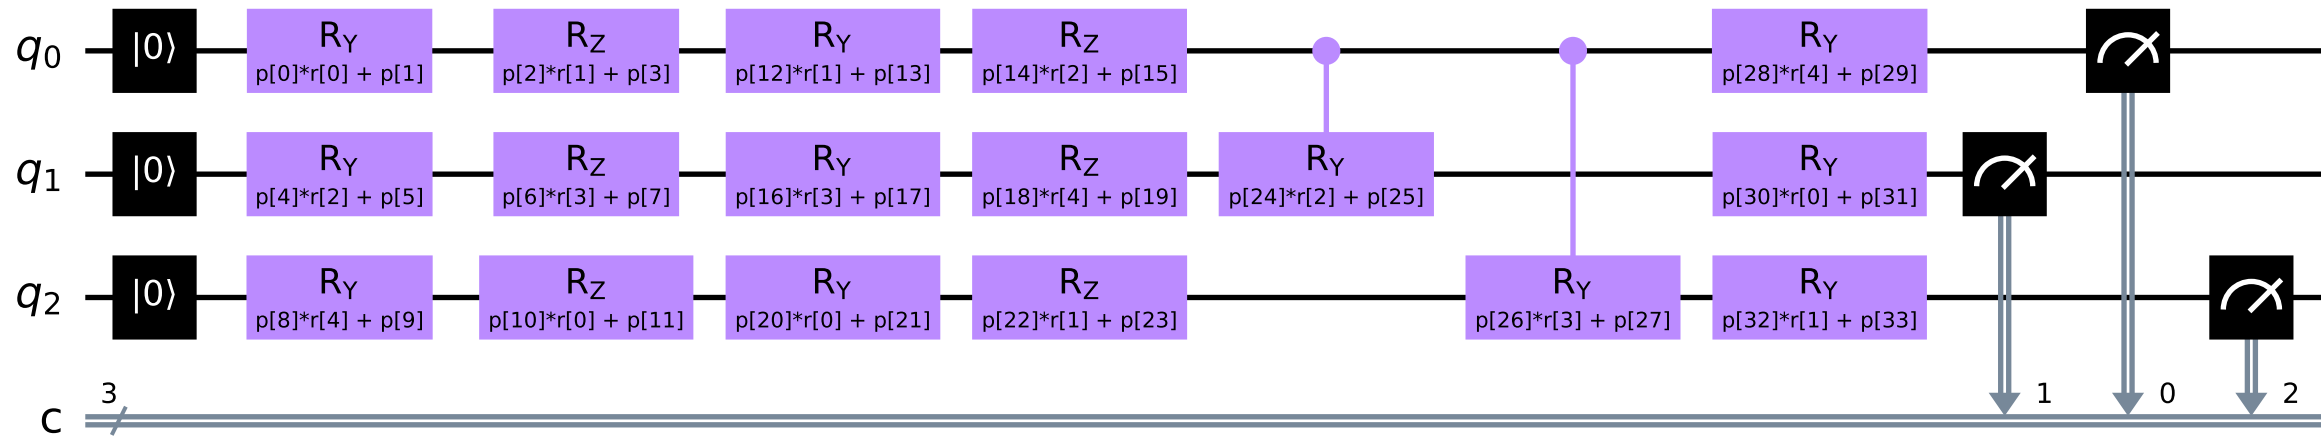 q0 |0⟩ RY RZ RY RZ RY
p[0]*r[0] + p[1] p[2]*r[1] + p[3] p[12]*r[1] + p[13] p[14]*r[2] + p[15] p[28]*r[4] + p[29]
q1 |0⟩ RY RZ RY RZ RY RY
p[4]*r[2] + p[5] p[6]*r[3] + p[7] p[16]*r[3] + p[17] p[18]*r[4] + p[19] p[24]*r[2] + p[25] p[30]*r[0] + p[31]
q2 |0⟩ RY RZ RY RZ RY RY
p[8]*r[4] + p[9] p[10]*r[0] + p[11] p[20]*r[0] + p[21] p[22]*r[1] + p[23] p[26]*r[3] + p[27] p[32]*r[1] + p[33]
3 1 0 2
c